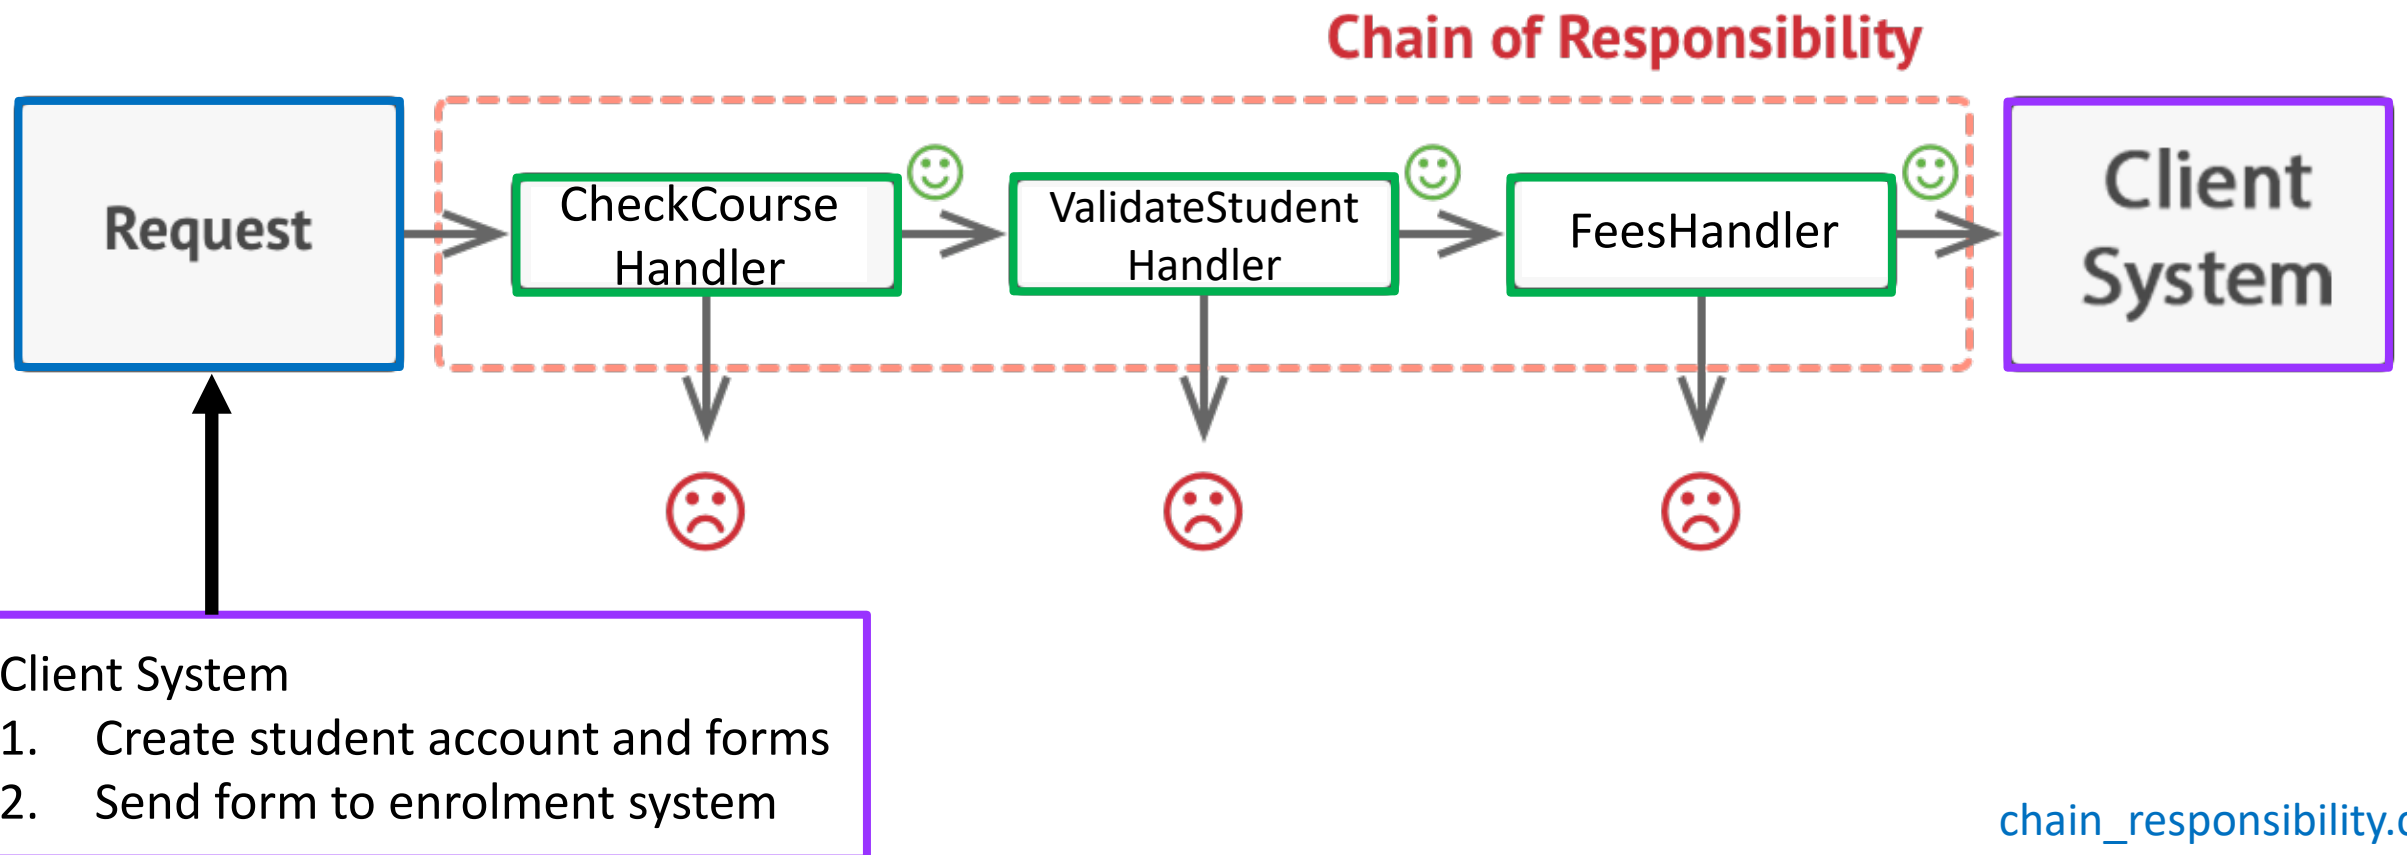 Chain of Responsibility
Request
CheckCourse
Handler
ValidateStudent
Handler
FeesHandler
Client
System
Client System
1. Create student account and forms
2. Send form to enrolment system
chain_responsibility.